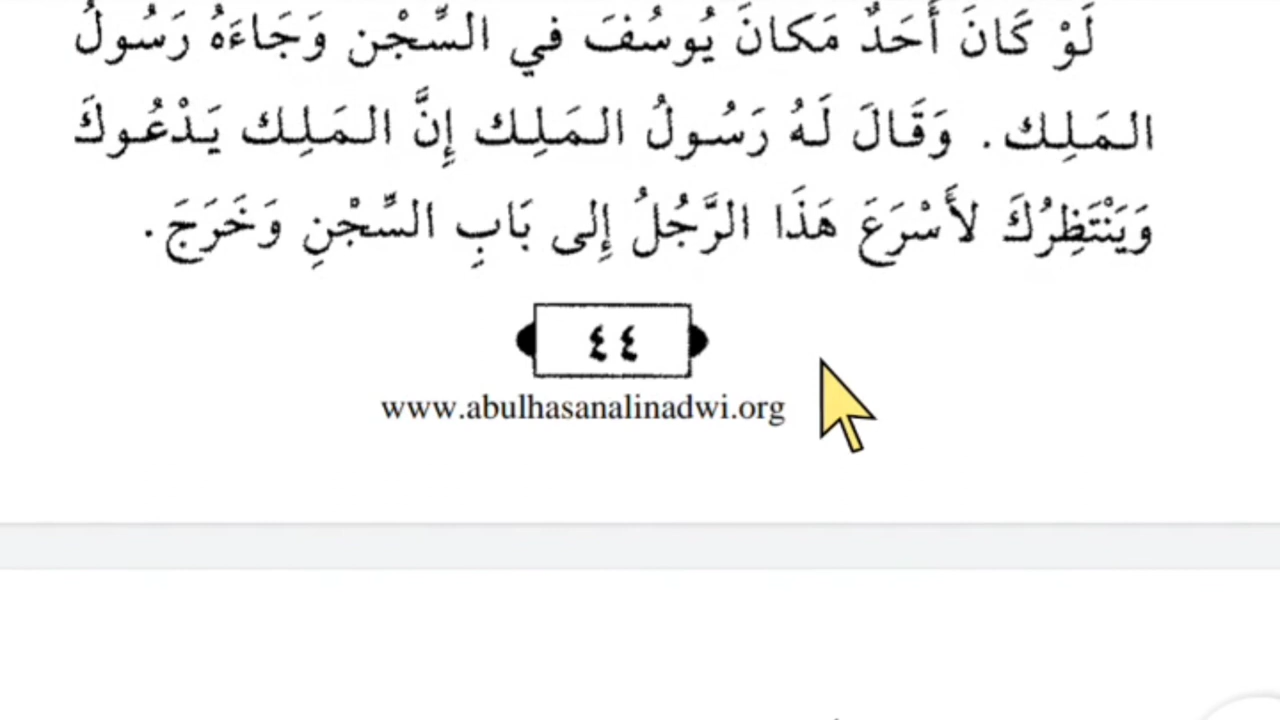 لَوْ كَانَ أَحَدٌ مَكانَ يُوسُفَ في السِّجْن وَجَاءَهُ رَسُولُ
المَلِك. وَقَالَ لَهُ رَسُولُ المَلِك إِنَّ المَلِك يَدْعُوكَ
وَيَنْتَظِرُكَ لأَسْرَعَ هَذَا الرَّجُلُ إِلى بَابِ السِّجْنِ وَخَرَجَ.
٤٤
www.abulhasanalinadwi.org